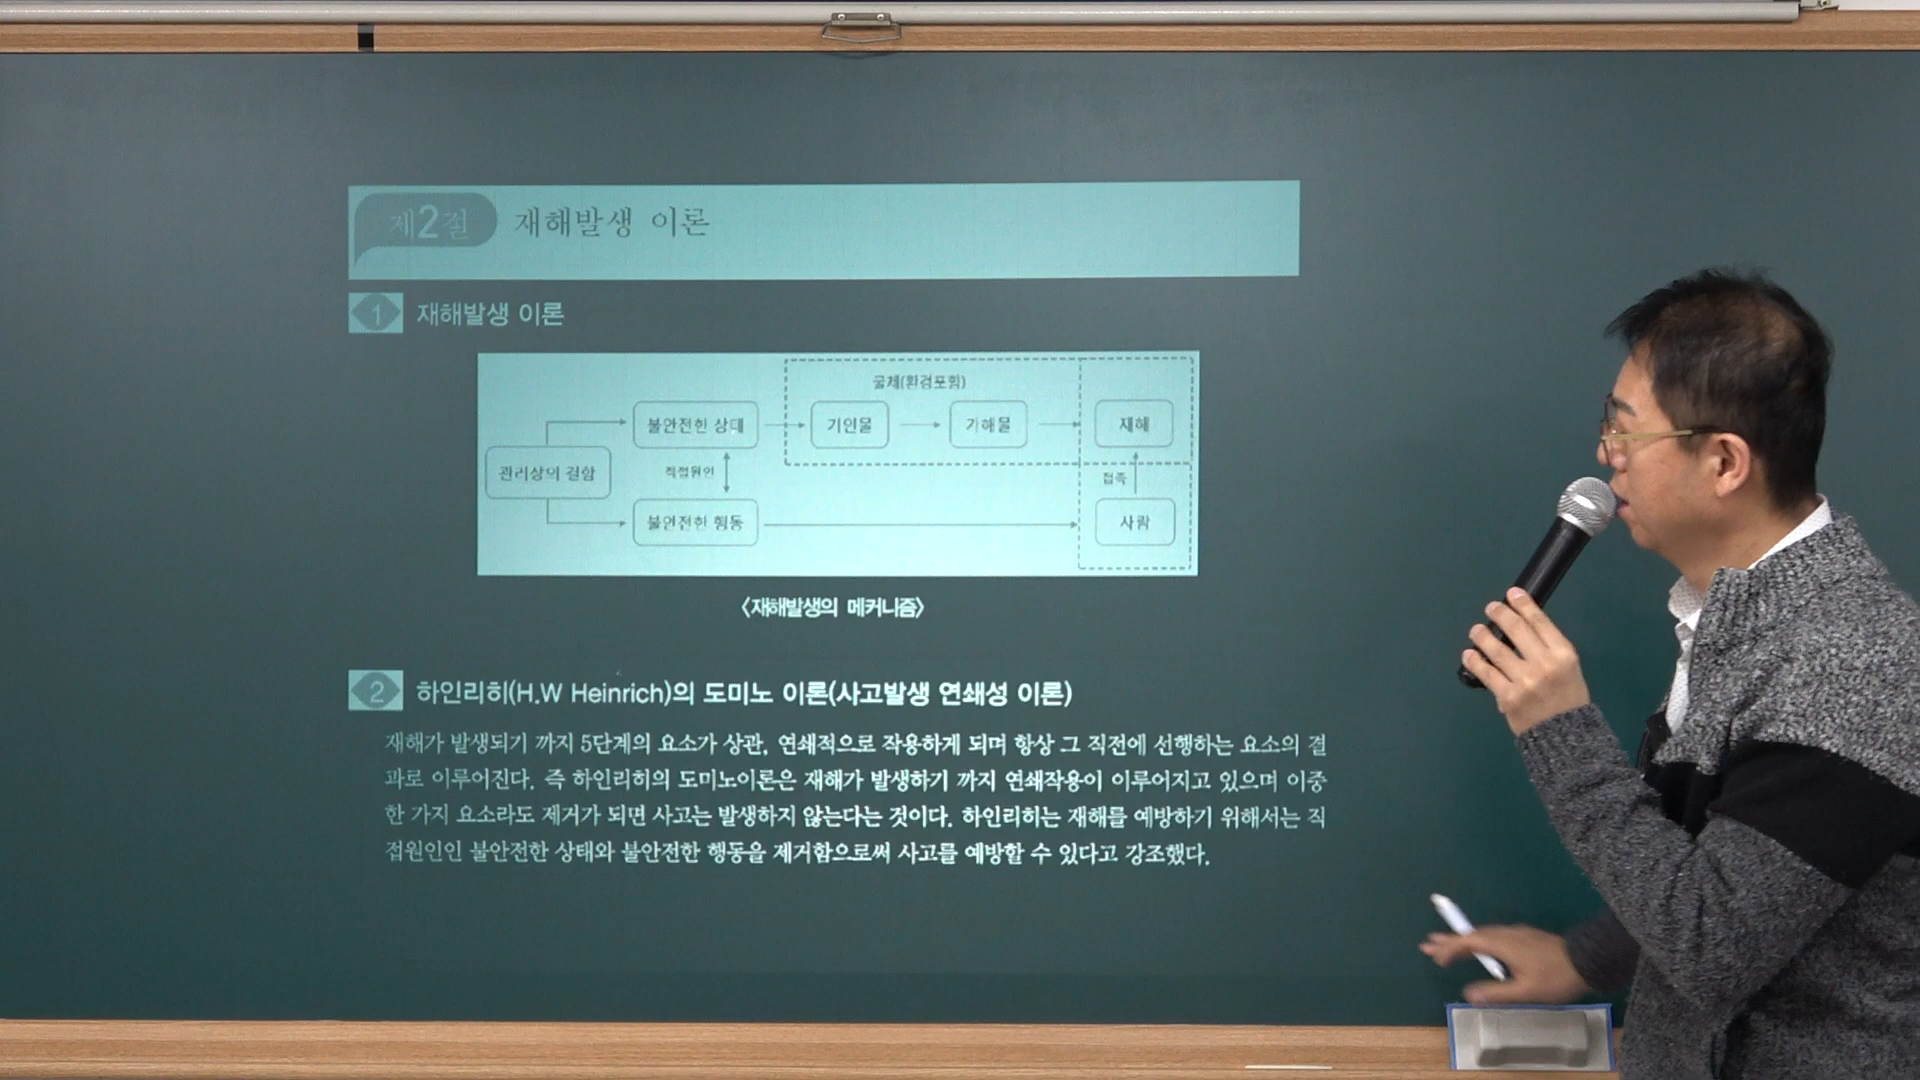 제2절 재해발생 이론
1 재해발생 이론
물체(환경포함)
불안전한 상태
기인물
가해물
재해
관리상의 결함
직접원인
접촉
불안전한 행동
사람
〈재해발생의 메커니즘〉
2 하인리히(H.W Heinrich)의 도미노 이론(사고발생 연쇄성 이론)
재해가 발생되기 까지 5단계의 요소가 상관, 연쇄적으로 작용하게 되며 항상 그 직전에 선행하는 요소의 결
과로 이루어진다. 즉 하인리히의 도미노이론은 재해가 발생하기 까지 연쇄작용이 이루어지고 있으며 이중
한 가지 요소라도 제거가 되면 사고는 발생하지 않는다는 것이다. 하인리히는 재해를 예방하기 위해서는 직
접원인인 불안전한 상태와 불안전한 행동을 제거함으로써 사고를 예방할 수 있다고 강조했다.